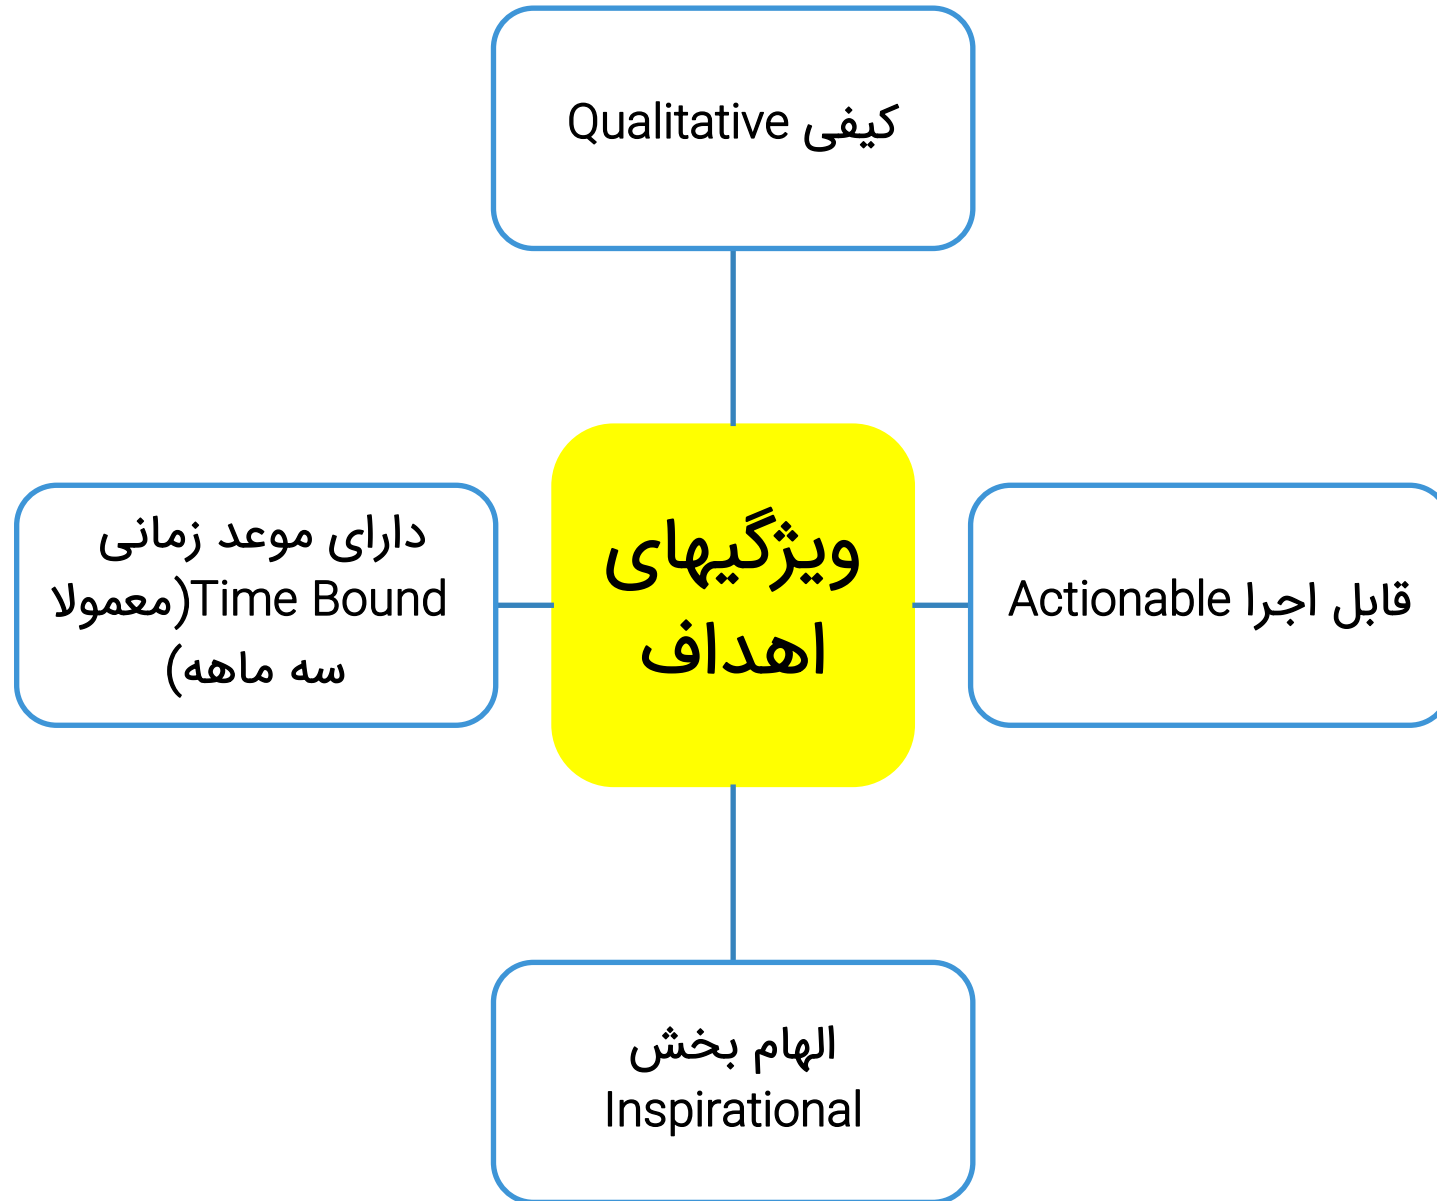 کیفی Qualitative
ویژگیهای
اهداف
قابل اجرا Actionable
الهام بخش
Inspirational
دارای موعد زمانی
Time Bound(معمولا
سه ماهه)